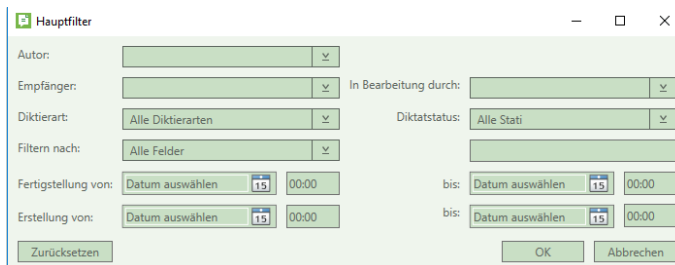 Hauptfilter
Autor:
Empfänger: In Bearbeitung durch:
Diktierart: Alle Diktierarten Diktatstatus: Alle Stati
Filtern nach: Alle Felder
Fertigstellung von: Datum auswählen 15 00:00 bis: Datum auswählen 15 00:00
Erstellung von: Datum auswählen 15 00:00 bis: Datum auswählen 15 00:00
Zurücksetzen OK Abbrechen